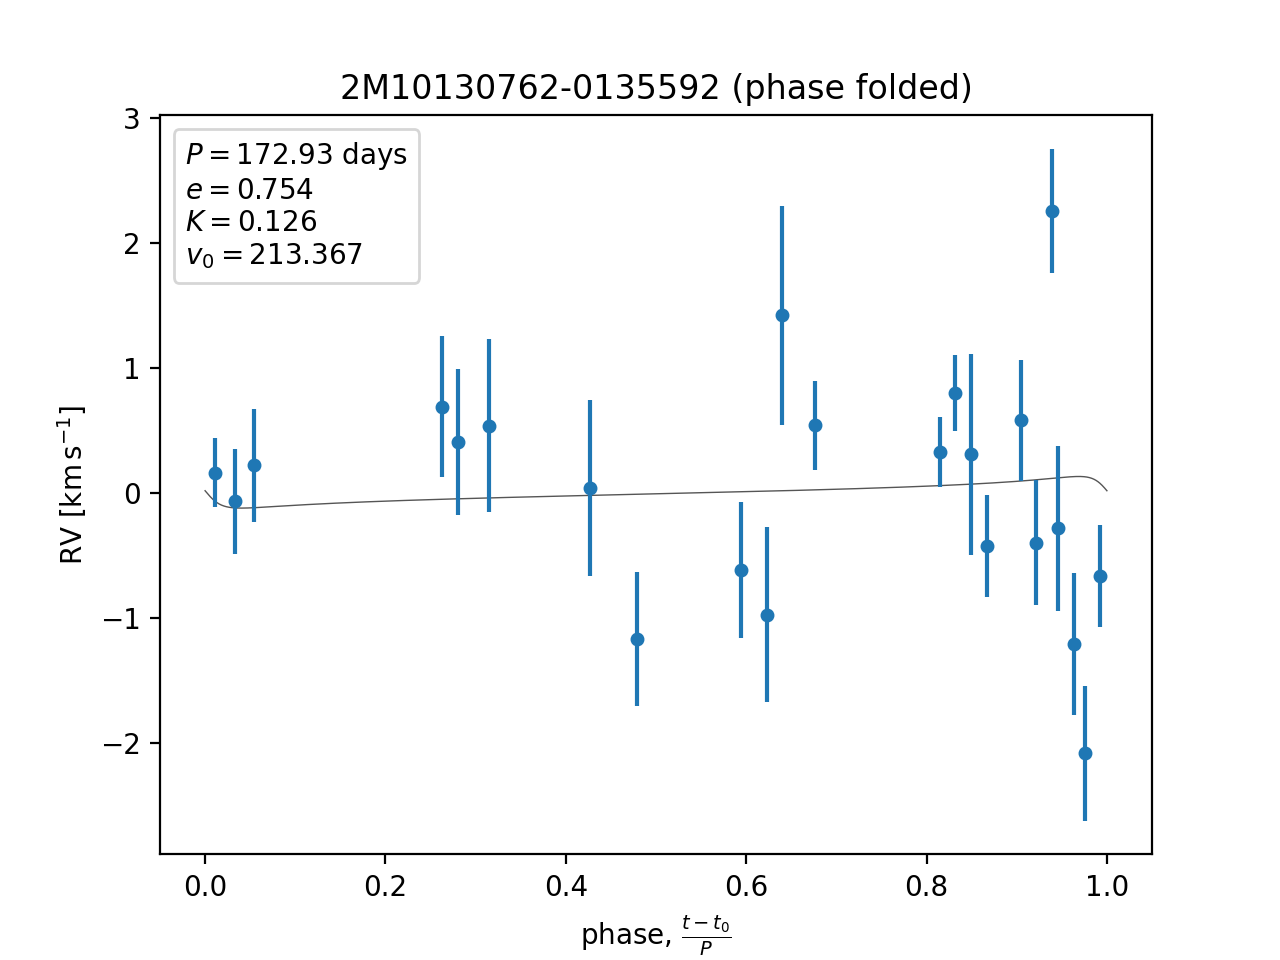 2M10130762-0135592 (phase folded)
P = 172.93 days
e = 0.754
K = 0.126
v₀ = 213.367
3
2
1
0
−1
−2
RV [km s⁻¹]
0.0 0.2 0.4 0.6 0.8 1.0
phase, (t − t₀)/P